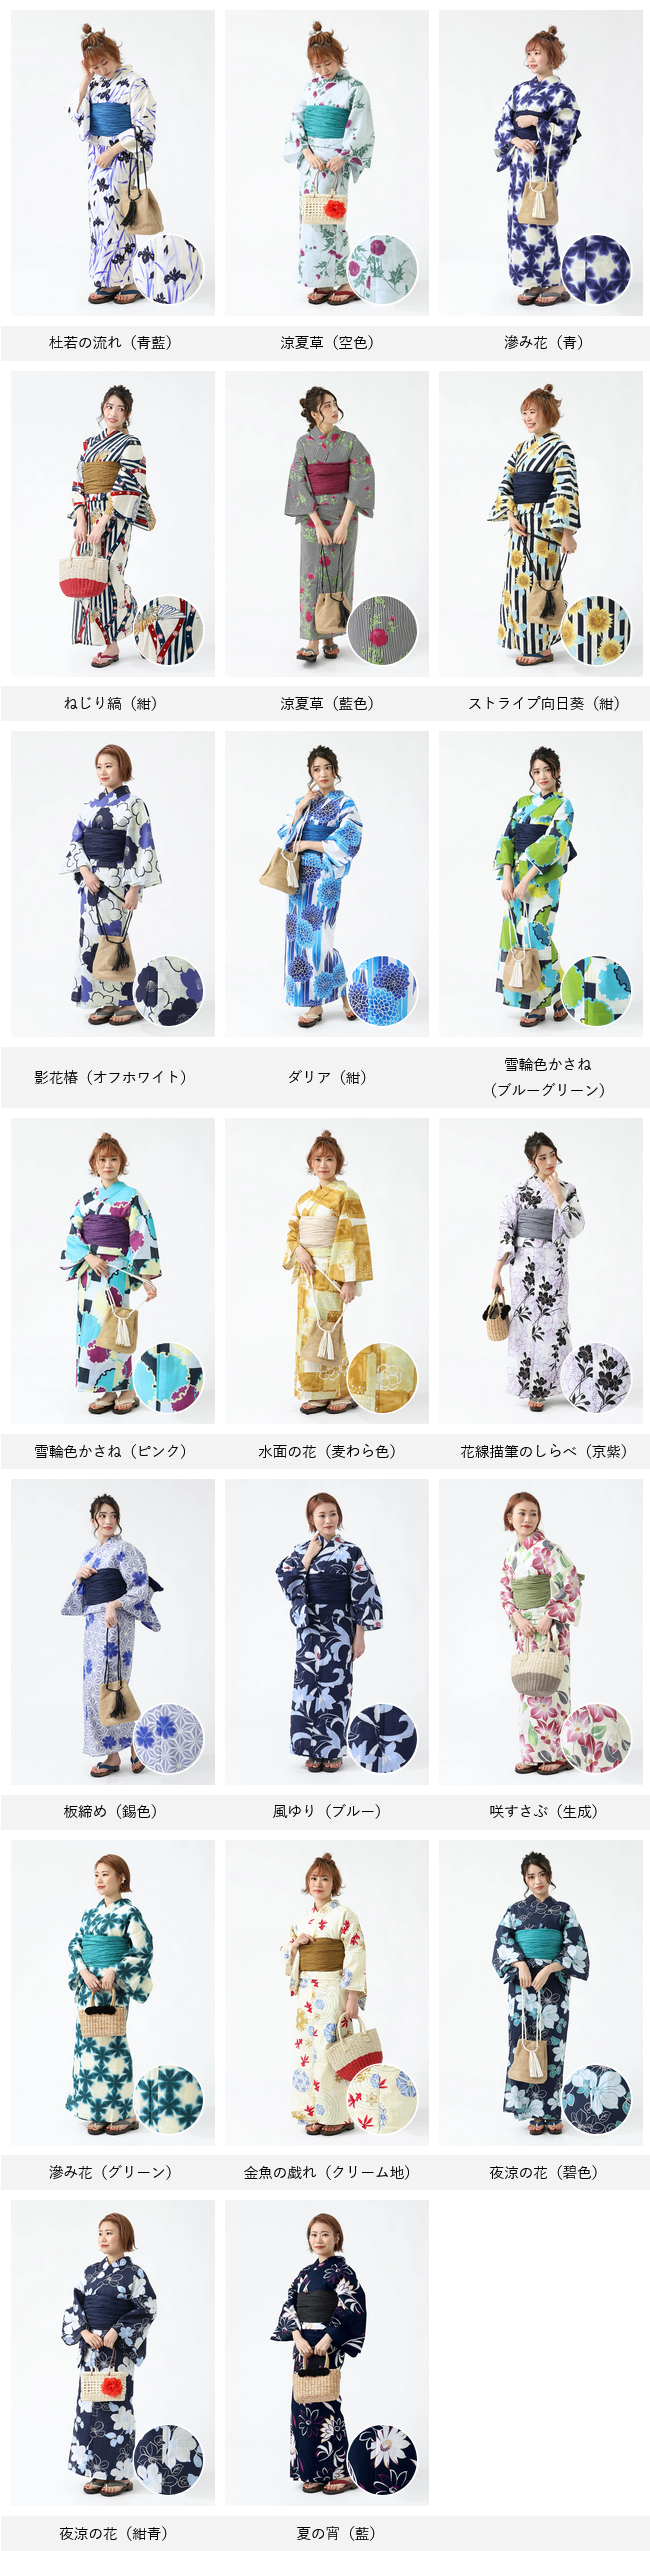 杜若の流れ（青藍）
涼夏草（空色）
滲み花（青）
ねじり縞（紺）
涼夏草（藍色）
ストライプ向日葵（紺）
影花椿（オフホワイト）
ダリア（紺）
雪輪色かさね
（ブルーグリーン）
雪輪色かさね（ピンク）
水面の花（麦わら色）
花線描筆のしらべ（京紫）
板締め（錫色）
風ゆり（ブルー）
咲すさぶ（生成）
滲み花（グリーン）
金魚の戯れ（クリーム地）
夜涼の花（碧色）
夜涼の花（紺青）
夏の宵（藍）